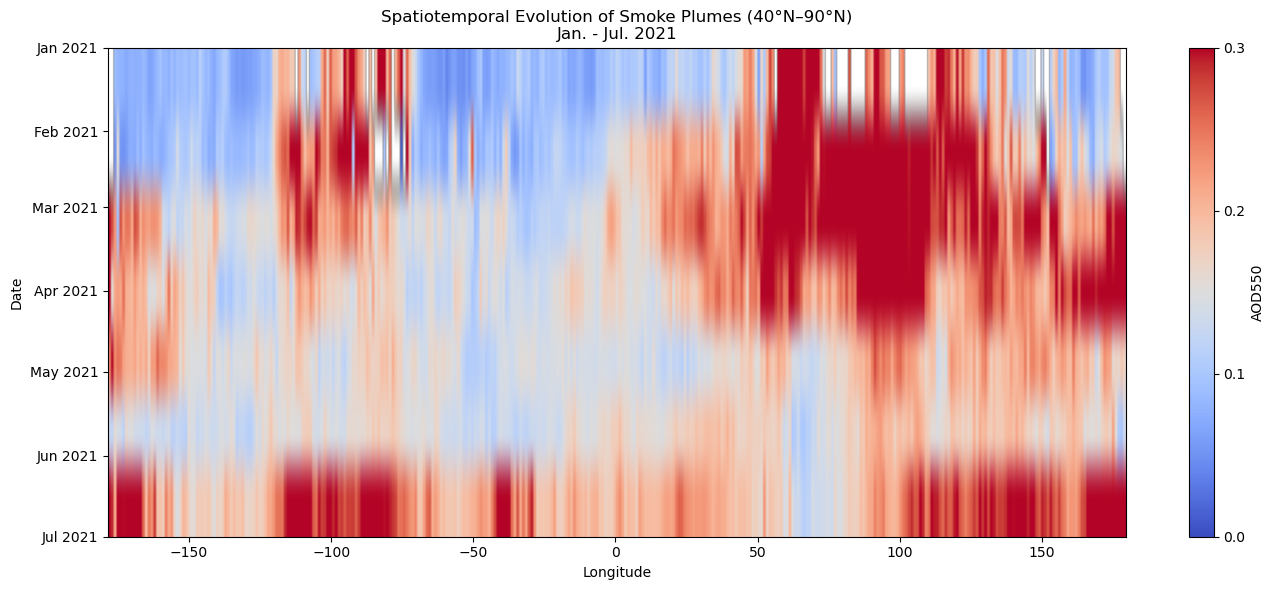 Spatiotemporal Evolution of Smoke Plumes (40°N–90°N)
Jan. - Jul. 2021
Jan 2021
Feb 2021
Mar 2021
Apr 2021
May 2021
Jun 2021
Jul 2021
Date
−150
−100
−50
0
50
100
150
Longitude
0.3
0.2
0.1
0.0
AOD550